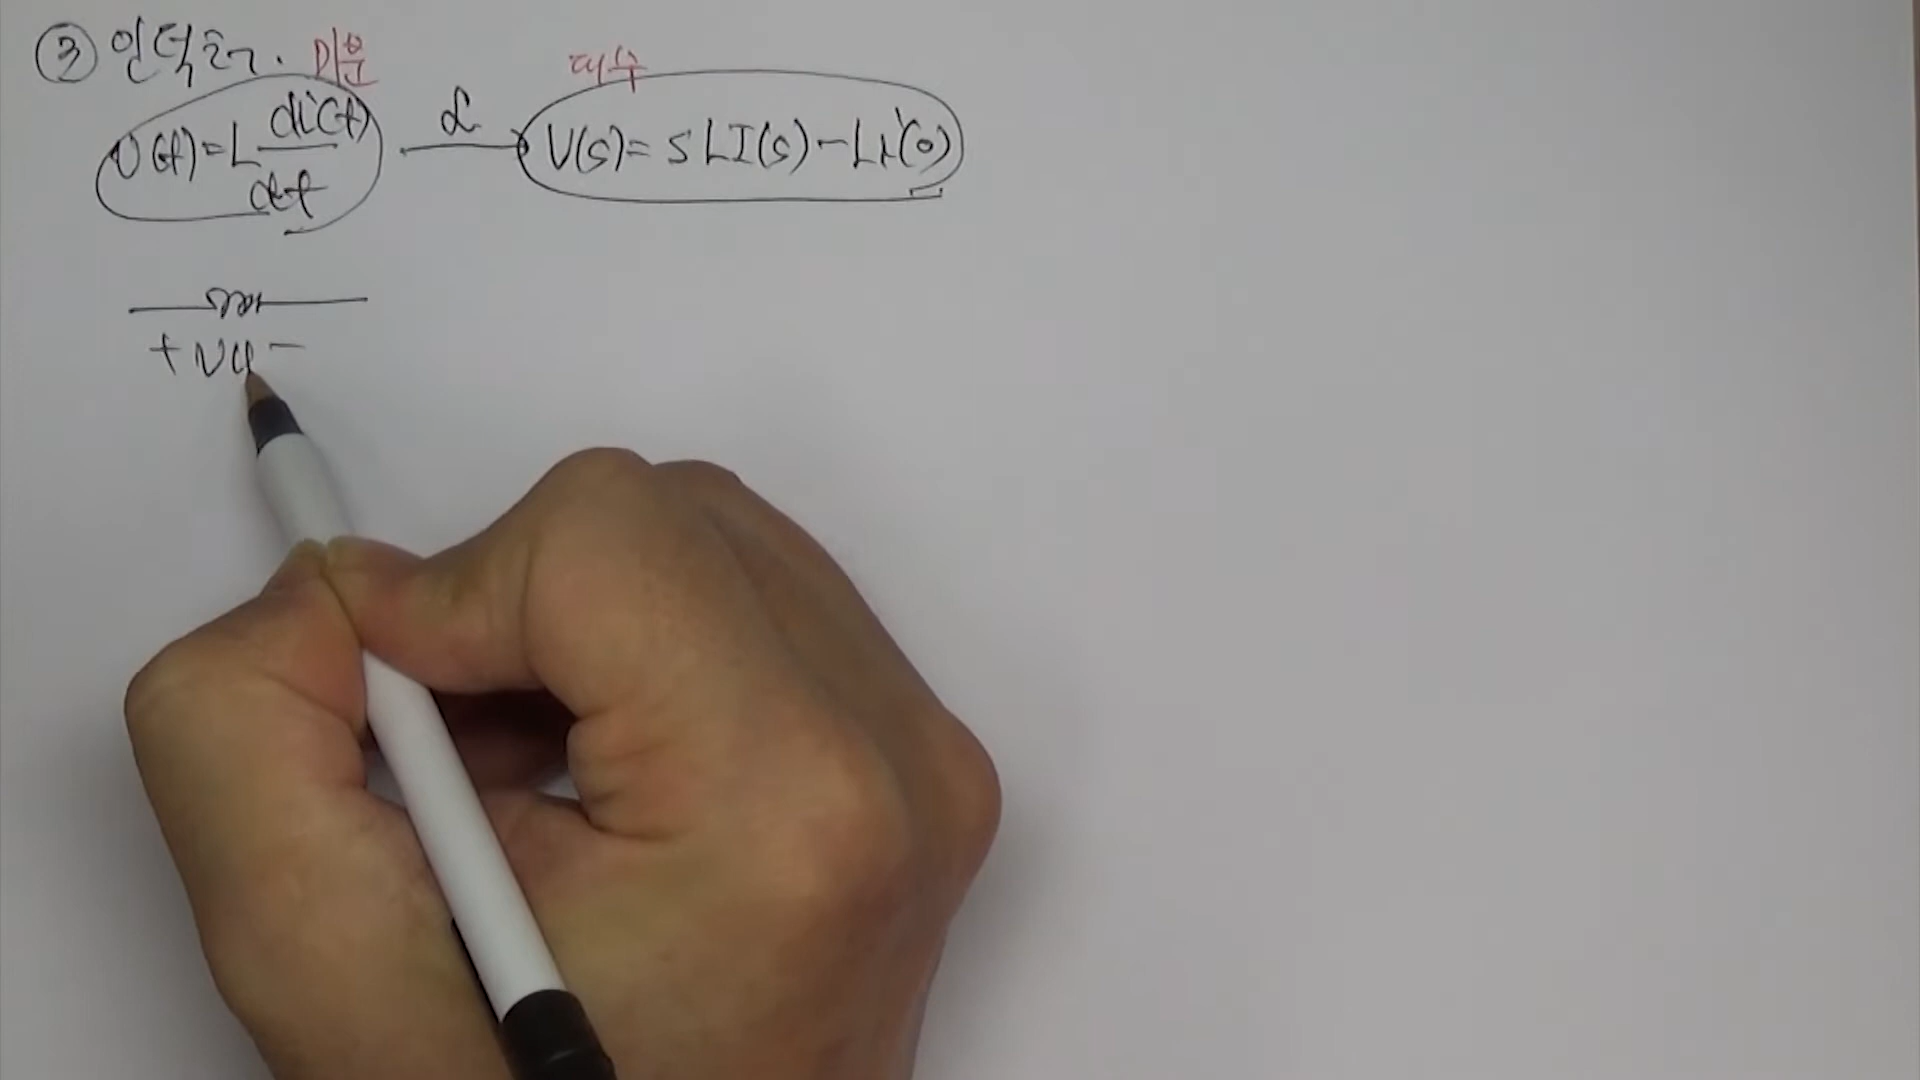 ③ 인덕터. 미분 대수
v(t)=L di(t)/dt ℒ→ V(s)=sLI(s)-Li(0)
+ v( -